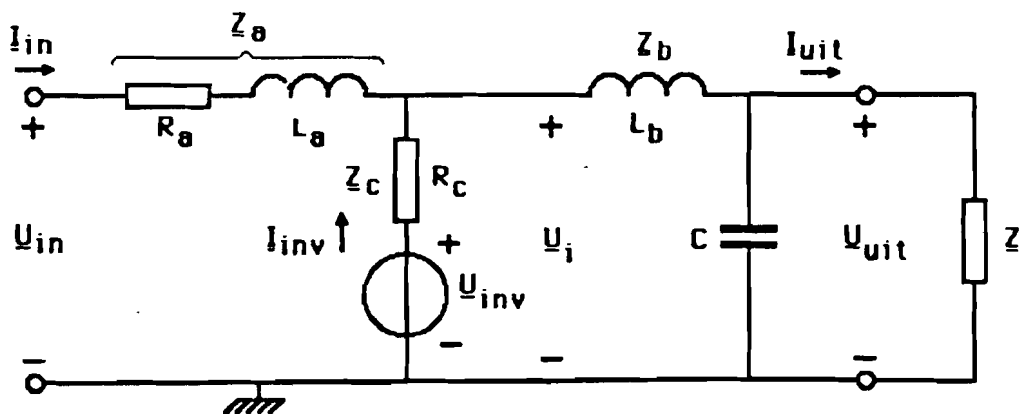 I_in
Z_a
Z_b
I_uit
R_a
L_a
L_b
+
+
+
Z_c
R_c
I_inv
+
U_in
U_inv
U_i
C
U_uit
Z
−
−
−
−